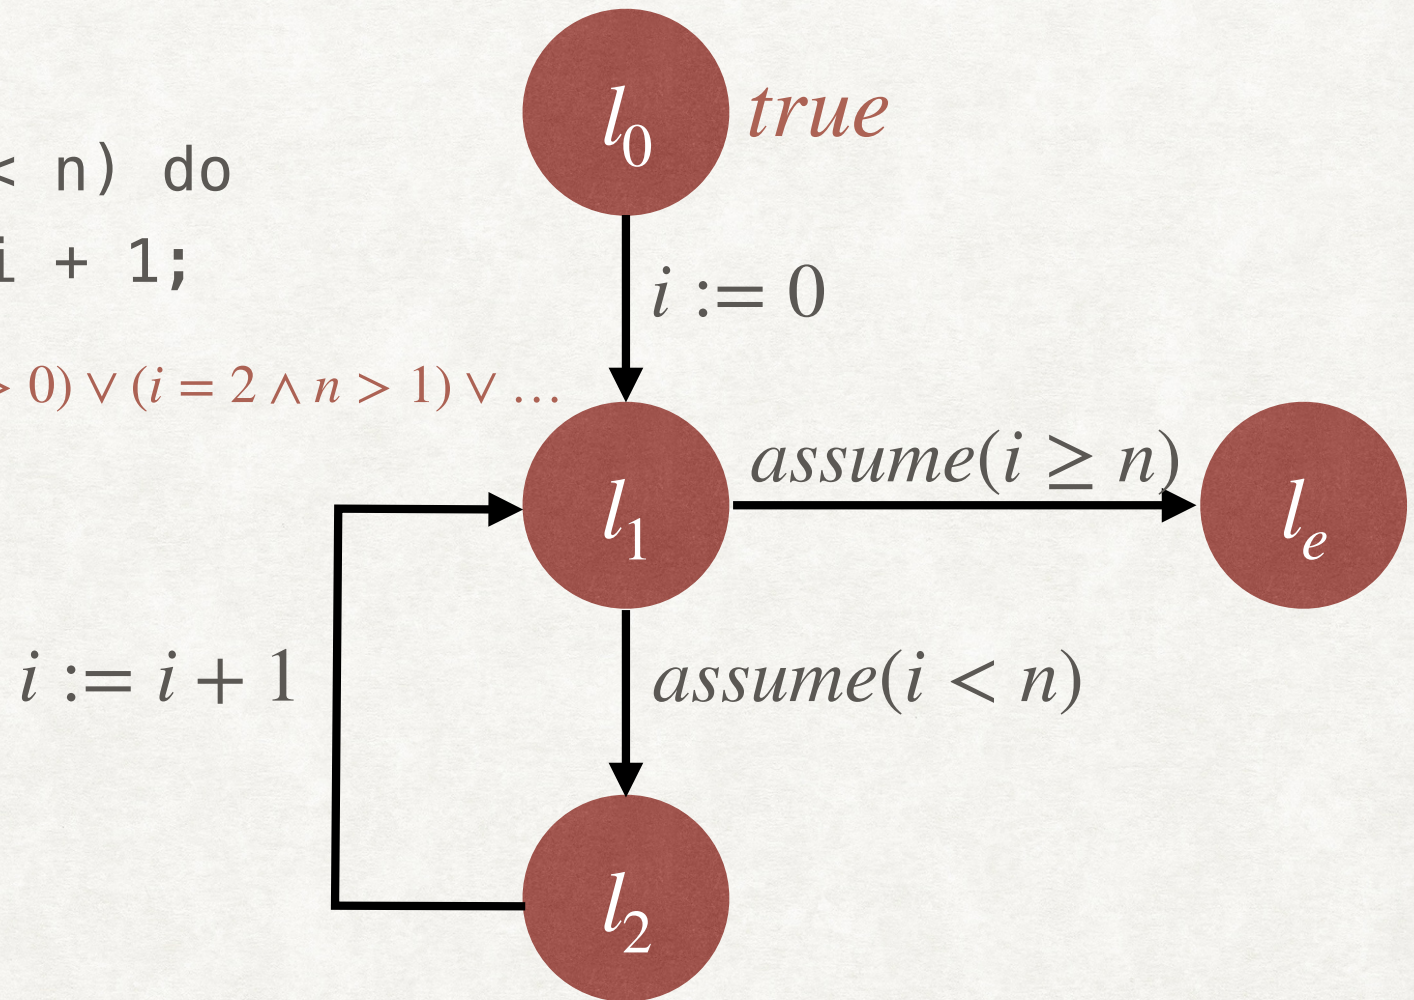 l₀ true
< n) do
i + 1;
i := 0
> 0) ∨ (i = 2 ∧ n > 1) ∨ …
assume(i ≥ n)
l₁
lₑ
i := i + 1
assume(i < n)
l₂